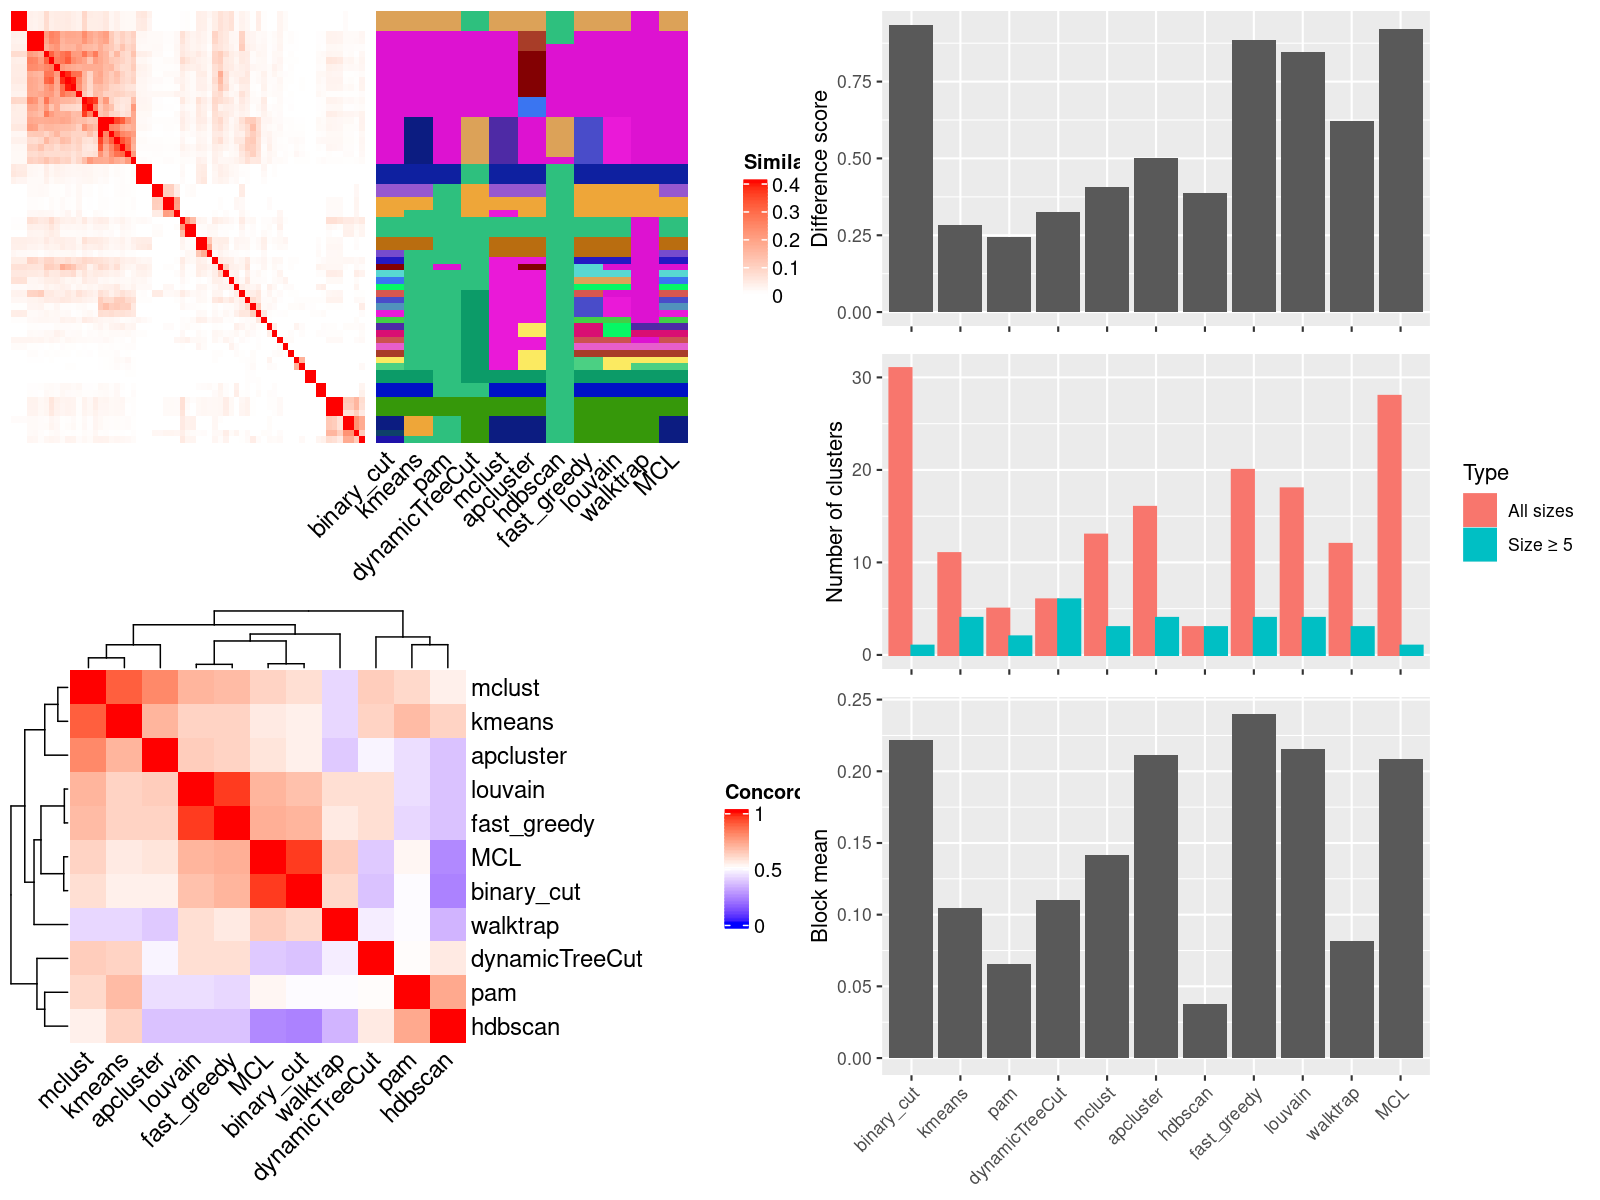 Simila
0.4
0.3
0.2
0.1
0
binary_cut
kmeans
pam
dynamicTreeCut
mclust
apcluster
hdbscan
fast_greedy
louvain
walktrap
MCL
mclust
kmeans
apcluster
louvain
fast_greedy
MCL
binary_cut
walktrap
dynamicTreeCut
pam
hdbscan
mclust
kmeans
apcluster
louvain
fast_greedy
MCL
binary_cut
walktrap
dynamicTreeCut
pam
hdbscan
Concord
1
0.5
0
Difference score
0.75
0.50
0.25
0.00
Number of clusters
30
20
10
0
Type
All sizes
Size ≥ 5
Block mean
0.25
0.20
0.15
0.10
0.05
0.00
binary_cut
kmeans
pam
dynamicTreeCut
mclust
apcluster
hdbscan
fast_greedy
louvain
walktrap
MCL